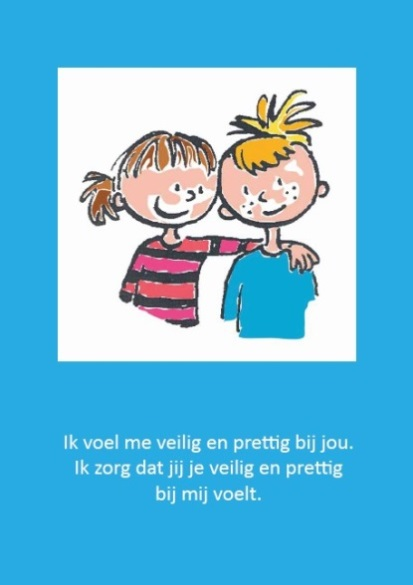 Ik voel me veilig en prettig bij jou.
Ik zorg dat jij je veilig en prettig
bij mij voelt.